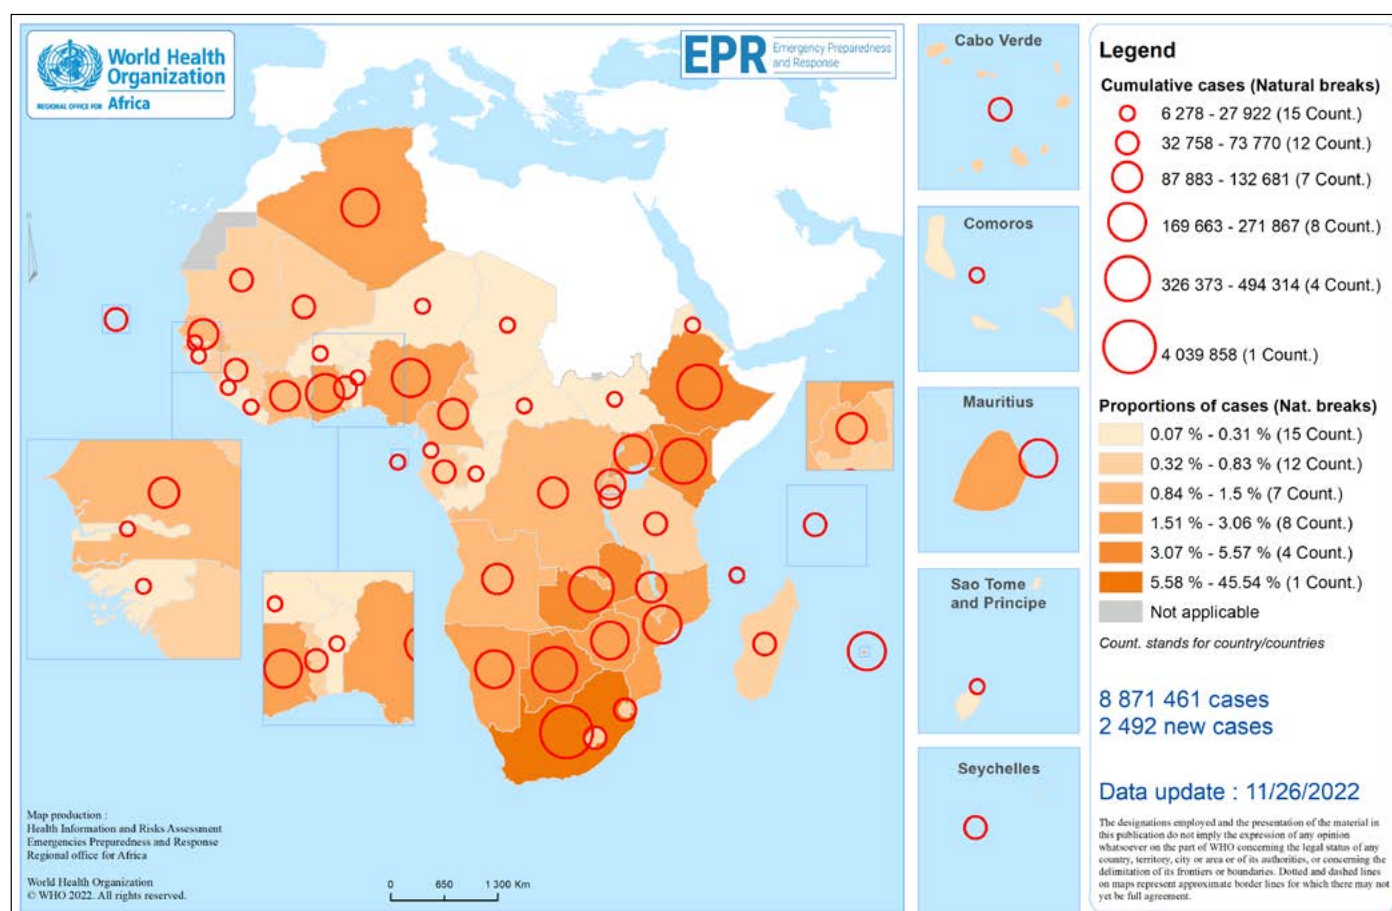 World Health
Organization
REGIONAL OFFICE FOR Africa
EPR Emergency Preparedness
and Response
Map production :
Health Information and Risks Assessment
Emergencies Preparedness and Response
Regional office for Africa
World Health Organization
© WHO 2022. All rights reserved.
0 650 1 300 Km
Cabo Verde
Comoros
Mauritius
Sao Tome
and Principe
Seychelles
Legend
Cumulative cases (Natural breaks)
6 278 - 27 922 (15 Count.)
32 758 - 73 770 (12 Count.)
87 883 - 132 681 (7 Count.)
169 663 - 271 867 (8 Count.)
326 373 - 494 314 (4 Count.)
4 039 858 (1 Count.)
Proportions of cases (Nat. breaks)
0.07 % - 0.31 % (15 Count.)
0.32 % - 0.83 % (12 Count.)
0.84 % - 1.5 % (7 Count.)
1.51 % - 3.06 % (8 Count.)
3.07 % - 5.57 % (4 Count.)
5.58 % - 45.54 % (1 Count.)
Not applicable
Count. stands for country/countries
8 871 461 cases
2 492 new cases
Data update : 11/26/2022
The designations employed and the presentation of the material in
this publication do not imply the expression of any opinion
whatsoever on the part of WHO concerning the legal status of any
country, territory, city or area or of its authorities, or concerning the
delimitation of its frontiers or boundaries. Dotted and dashed lines
on maps represent approximate border lines for which there may not
yet be full agreement.